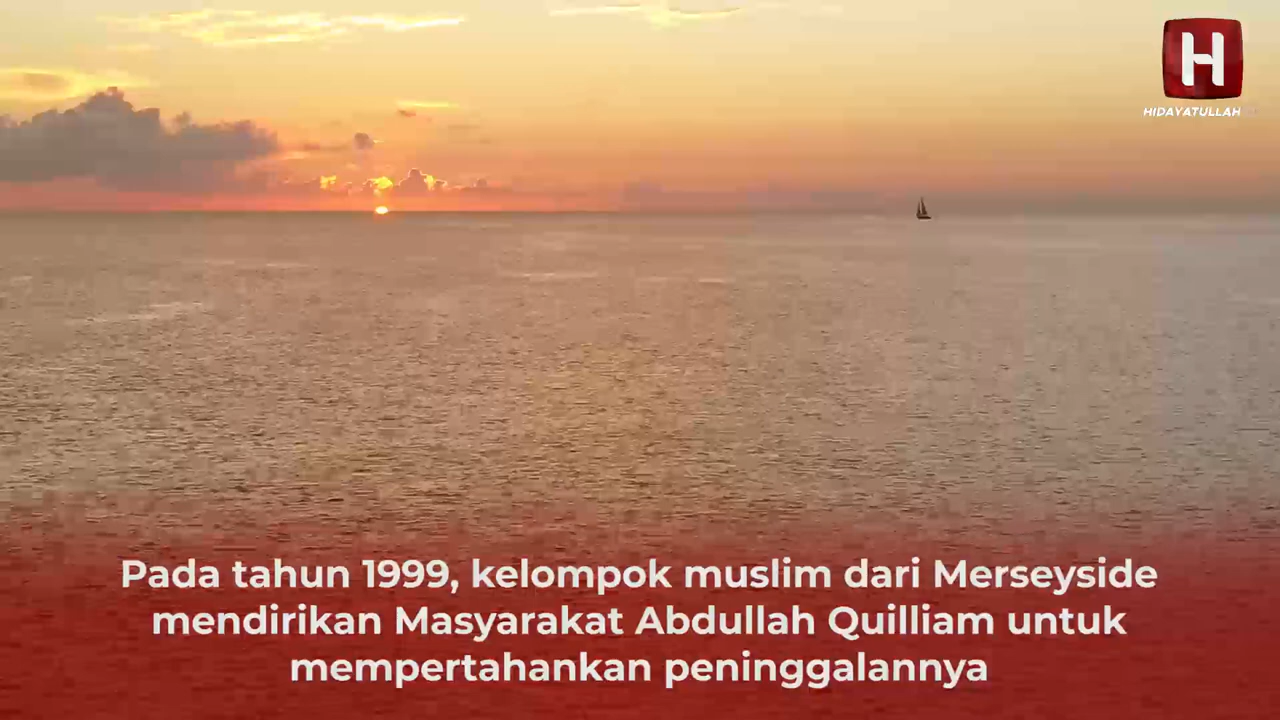 H
HIDAYATULLAH
Pada tahun 1999, kelompok muslim dari Merseyside
mendirikan Masyarakat Abdullah Quilliam untuk
mempertahankan peninggalannya